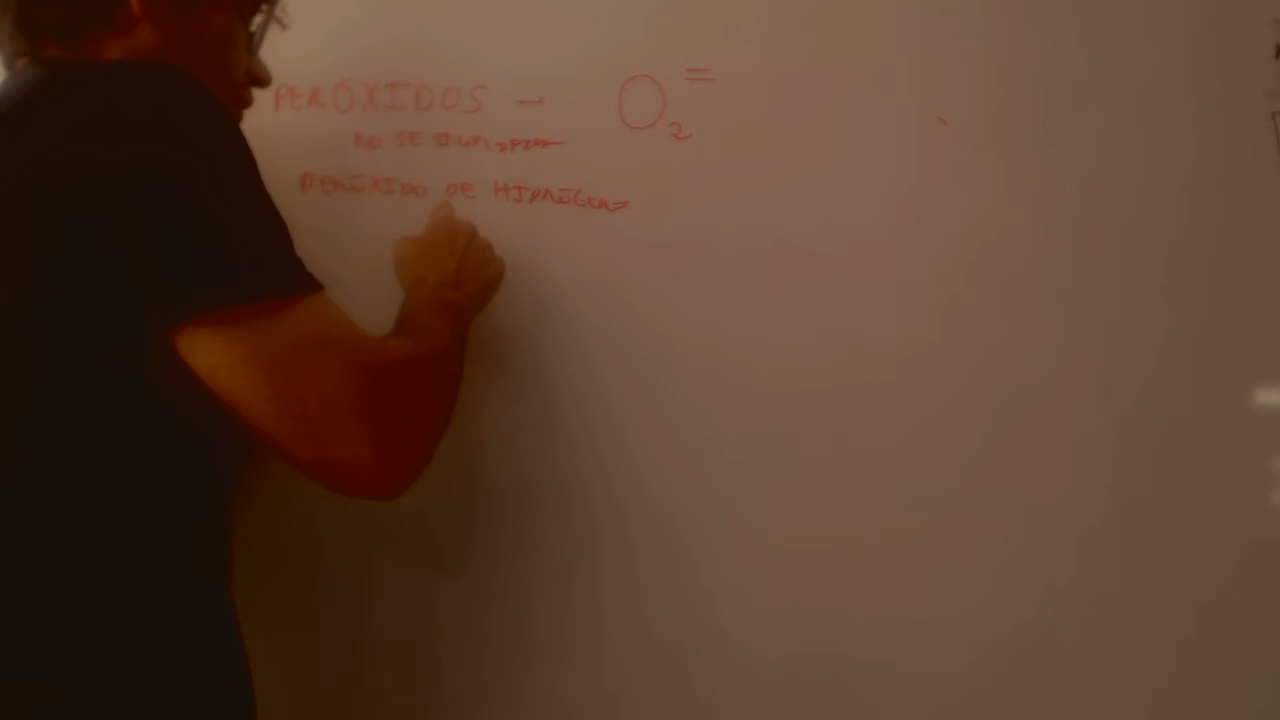 PEROXIDOS - O₂⁼
NO SE SIMPLIFICA
PERÓXIDO DE HIDRÓGENO